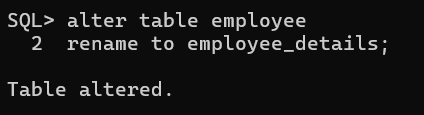 SQL> alter table employee
  2  rename to employee_details;
Table altered.